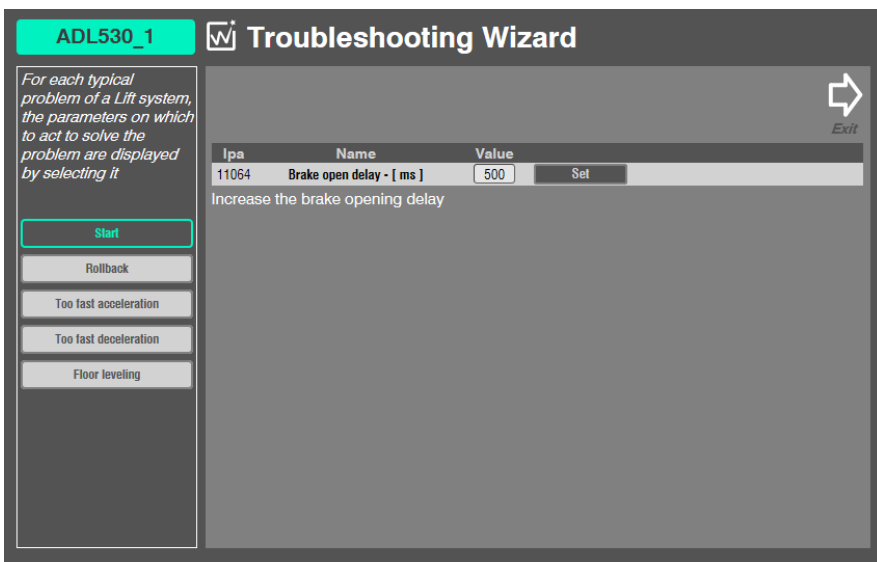 ADL530_1
Troubleshooting Wizard
For each typical
problem of a Lift system,
the parameters on which
to act to solve the
problem are displayed
by selecting it
Start
Rollback
Too fast acceleration
Too fast deceleration
Floor leveling
Exit
Ipa Name Value
11064 Brake open delay - [ ms ] 500 Set
Increase the brake opening delay